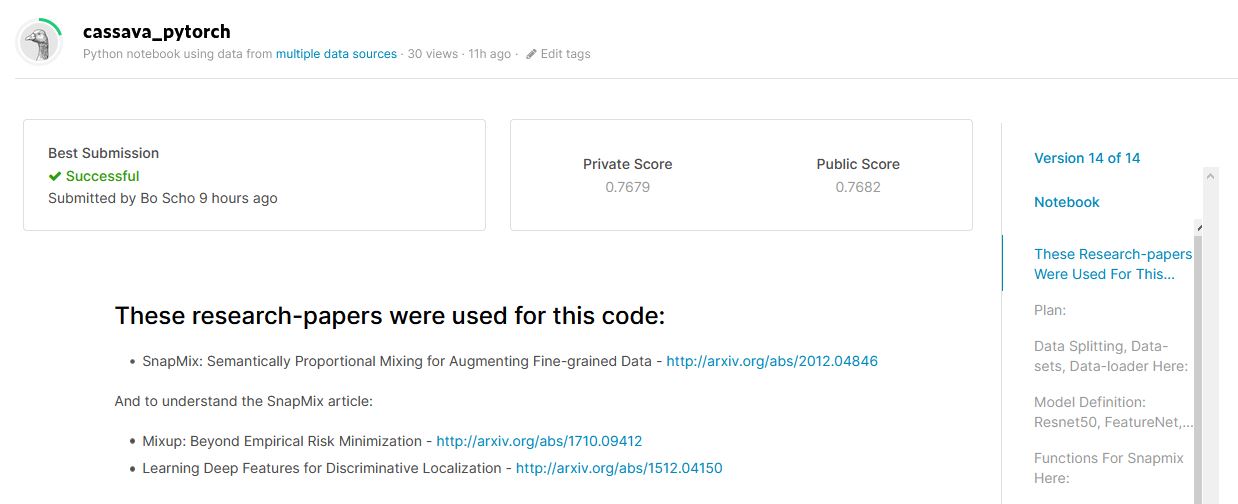 cassava_pytorch
Python notebook using data from multiple data sources · 30 views · 11h ago · Edit tags
Best Submission
Successful
Submitted by Bo Scho 9 hours ago
Private Score
0.7679
Public Score
0.7682
These research-papers were used for this code:
• SnapMix: Semantically Proportional Mixing for Augmenting Fine-grained Data - http://arxiv.org/abs/2012.04846
And to understand the SnapMix article:
• Mixup: Beyond Empirical Risk Minimization - http://arxiv.org/abs/1710.09412
• Learning Deep Features for Discriminative Localization - http://arxiv.org/abs/1512.04150
Version 14 of 14
Notebook
These Research-papers
Were Used For This...
Plan:
Data Splitting, Data-
sets, Data-loader Here:
Model Definition:
Resnet50, FeatureNet,...
Functions For Snapmix
Here: